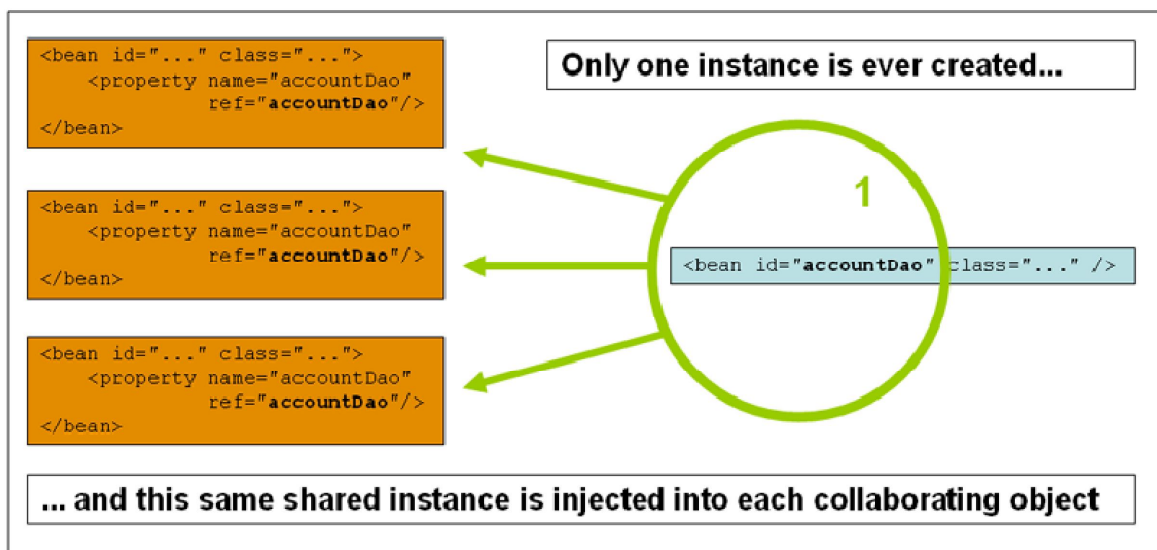 <bean id="..." class="...">
<property name="accountDao"
ref="accountDao"/>
</bean>
Only one instance is ever created...
<bean id="..." class="...">
<property name="accountDao"
ref="accountDao"/>
</bean>
1
<bean id="accountDao" class="..." />
<bean id="..." class="...">
<property name="accountDao"
ref="accountDao"/>
</bean>
... and this same shared instance is injected into each collaborating object